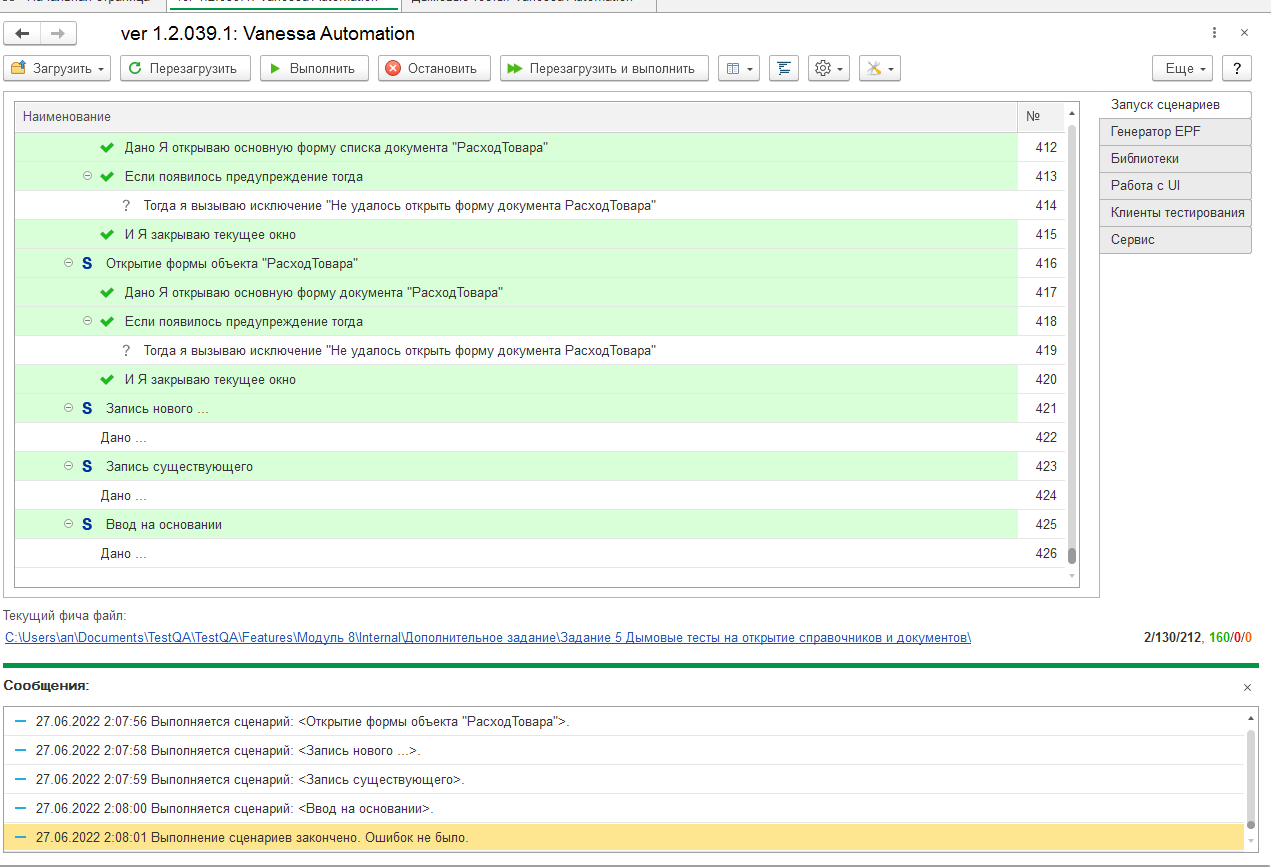 ver 1.2.039.1: Vanessa Automation
Загрузить Перезагрузить Выполнить Остановить Перезагрузить и выполнить Еще ?
Наименование №
Дано Я открываю основную форму списка документа "РасходТовара" 412
Если появилось предупреждение тогда 413
? Тогда я вызываю исключение "Не удалось открыть форму документа РасходТовара" 414
И Я закрываю текущее окно 415
S Открытие формы объекта "РасходТовара" 416
Дано Я открываю основную форму документа "РасходТовара" 417
Если появилось предупреждение тогда 418
? Тогда я вызываю исключение "Не удалось открыть форму документа РасходТовара" 419
И Я закрываю текущее окно 420
S Запись нового ... 421
Дано ... 422
S Запись существующего 423
Дано ... 424
S Ввод на основании 425
Дано ... 426
Запуск сценариев
Генератор EPF
Библиотеки
Работа с UI
Клиенты тестирования
Сервис
Текущий фича файл:
C:\Users\an\Documents\TestQA\TestQA\Features\Модуль 8\Internal\Дополнительное задание\Задание 5 Дымовые тесты на открытие справочников и документов\ 2/130/212, 160/0/0
Сообщения:
27.06.2022 2:07:56 Выполняется сценарий: <Открытие формы объекта "РасходТовара">.
27.06.2022 2:07:58 Выполняется сценарий: <Запись нового ...>.
27.06.2022 2:07:59 Выполняется сценарий: <Запись существующего>.
27.06.2022 2:08:00 Выполняется сценарий: <Ввод на основании>.
27.06.2022 2:08:01 Выполнение сценариев закончено. Ошибок не было.